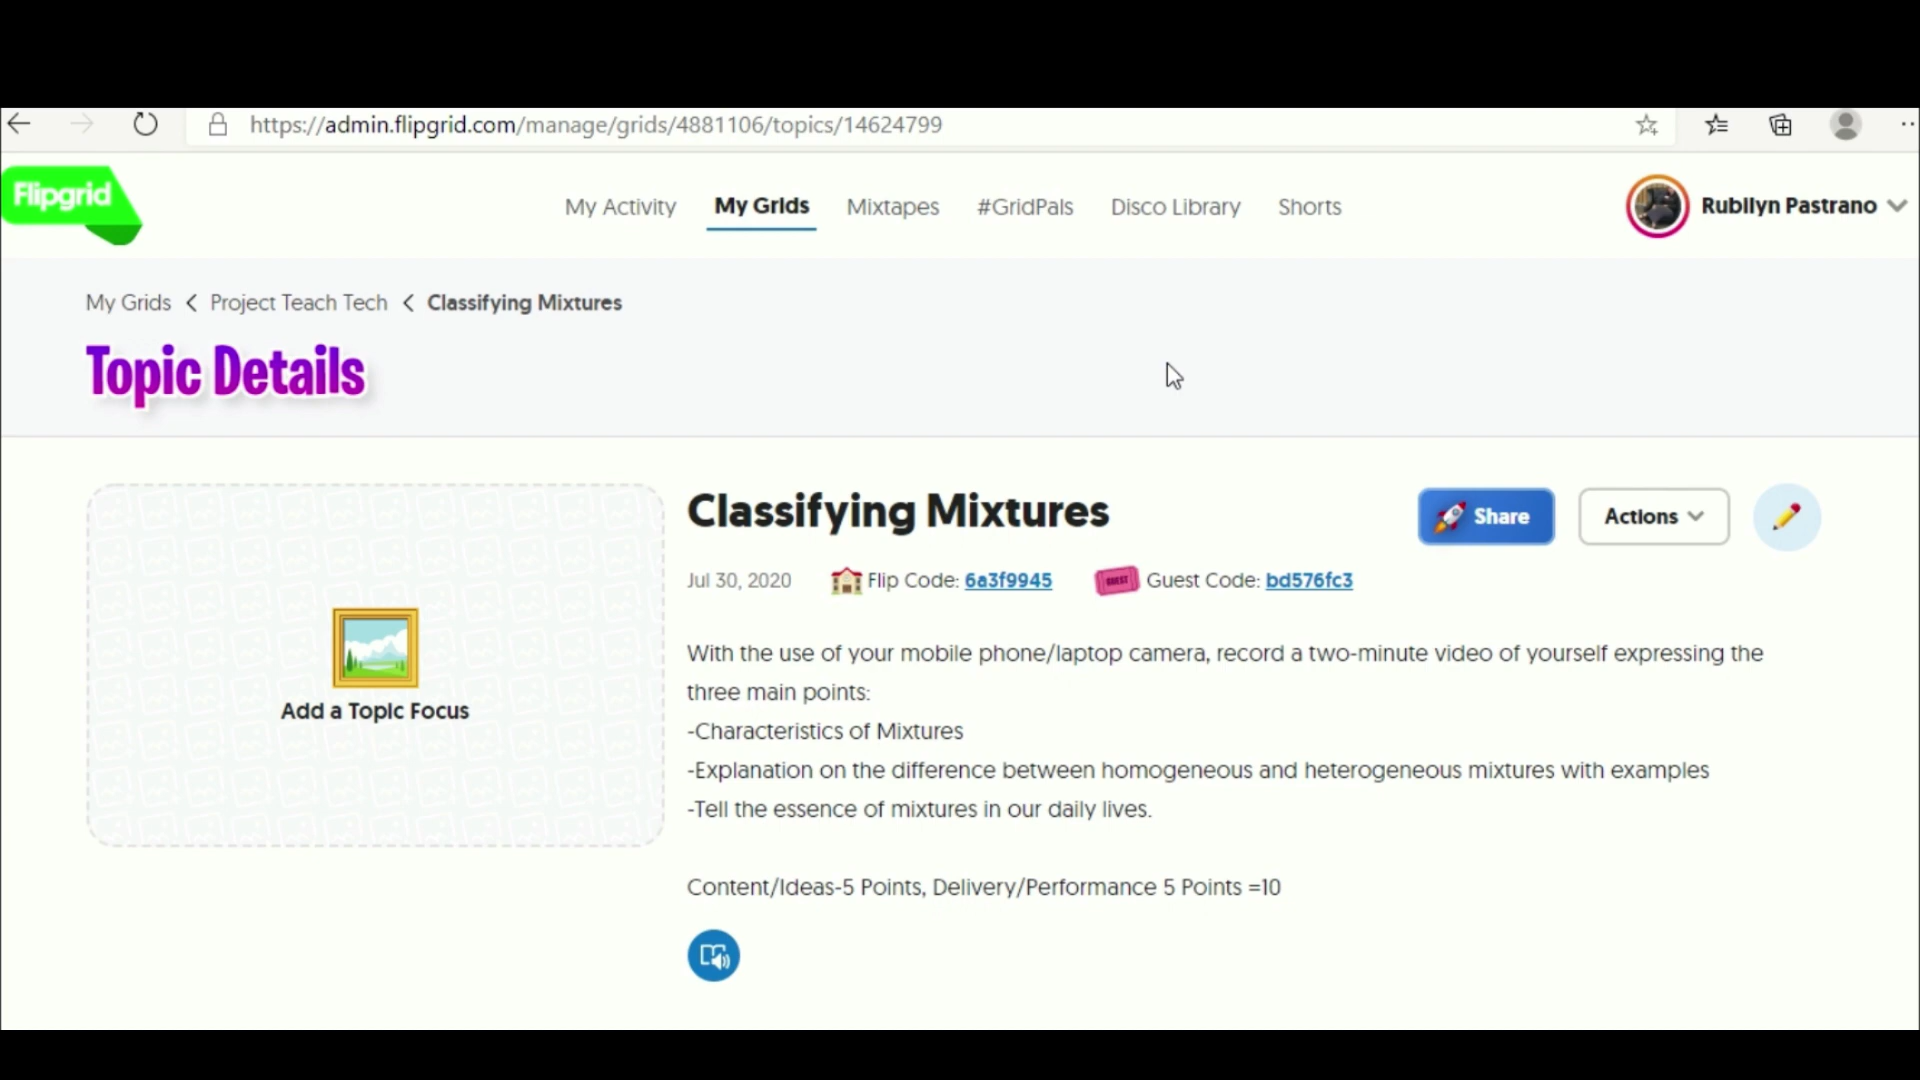 https://admin.flipgrid.com/manage/grids/4881106/topics/14624799
Flipgrid
My Activity My Grids Mixtapes #GridPals Disco Library Shorts
Rubilyn Pastrano
My Grids < Project Teach Tech < Classifying Mixtures
Topic Details
Classifying Mixtures
Share Actions
Jul 30, 2020 Flip Code: 6a3f9945 GUEST Guest Code: bd576fc3
Add a Topic Focus
With the use of your mobile phone/laptop camera, record a two-minute video of yourself expressing the
three main points:
-Characteristics of Mixtures
-Explanation on the difference between homogeneous and heterogeneous mixtures with examples
-Tell the essence of mixtures in our daily lives.
Content/Ideas-5 Points, Delivery/Performance 5 Points =10